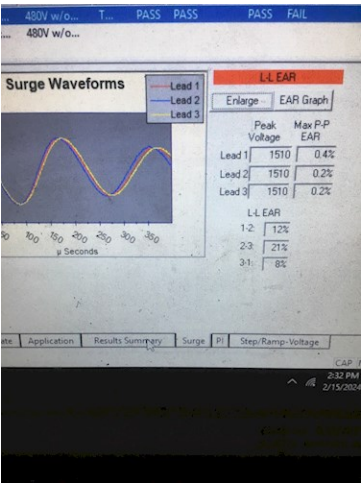 480V w/o... T... PASS PASS PASS FAIL
... 480V w/o...
Surge Waveforms
Lead 1
Lead 2
Lead 3
50 100 150 200 250 300 350
µ Seconds
L-L EAR
Enlarge EAR Graph
Peak Voltage Max P-P EAR
Lead 1 1510 0.4%
Lead 2 1510 0.2%
Lead 3 1510 0.2%
L-L EAR
1-2: 12%
2-3: 21%
3-1: 8%
ate Application Results Summary Surge PI Step/Ramp-Voltage
CAP
2:32 PM
2/15/2024